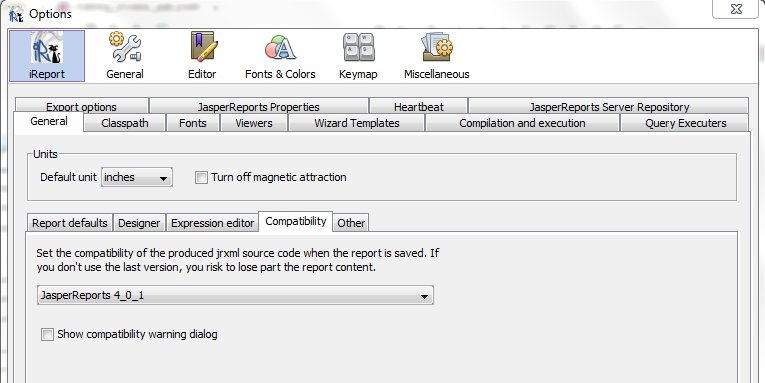 Options
iReport General Editor Fonts & Colors Keymap Miscellaneous
Export options JasperReports Properties Heartbeat JasperReports Server Repository
General Classpath Fonts Viewers Wizard Templates Compilation and execution Query Executers
Units
Default unit inches Turn off magnetic attraction
Report defaults Designer Expression editor Compatibility Other
Set the compatibility of the produced jrxml source code when the report is saved. If
you don't use the last version, you risk to lose part the report content.
JasperReports 4_0_1
Show compatibility warning dialog